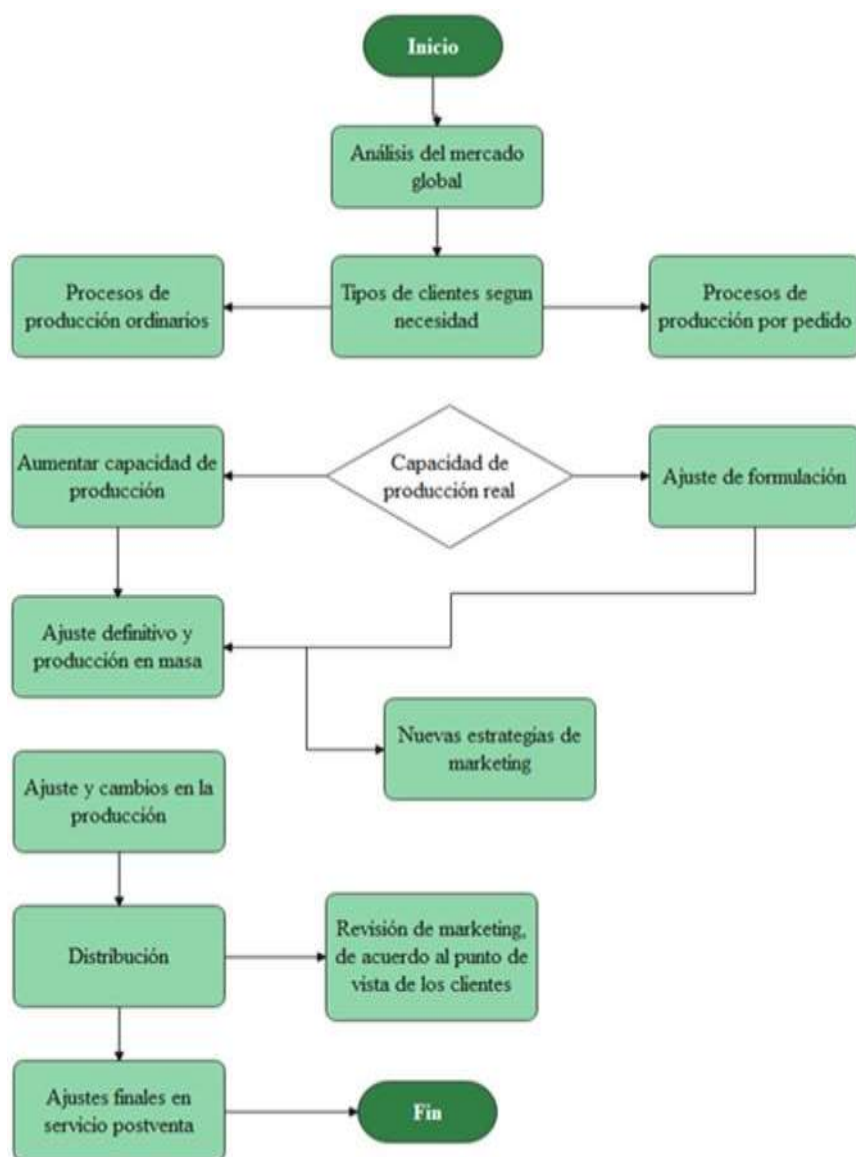 Inicio
Análisis del mercado
global
Procesos de
producción ordinarios
Tipos de clientes segun
necesidad
Procesos de
producción por pedido
Aumentar capacidad de
producción
Capacidad de
producción real
Ajuste de formulación
Ajuste definitivo y
producción en masa
Nuevas estrategias de
marketing
Ajuste y cambios en la
producción
Distribución
Revisión de marketing,
de acuerdo al punto de
vista de los clientes
Ajustes finales en
servicio postventa
Fin